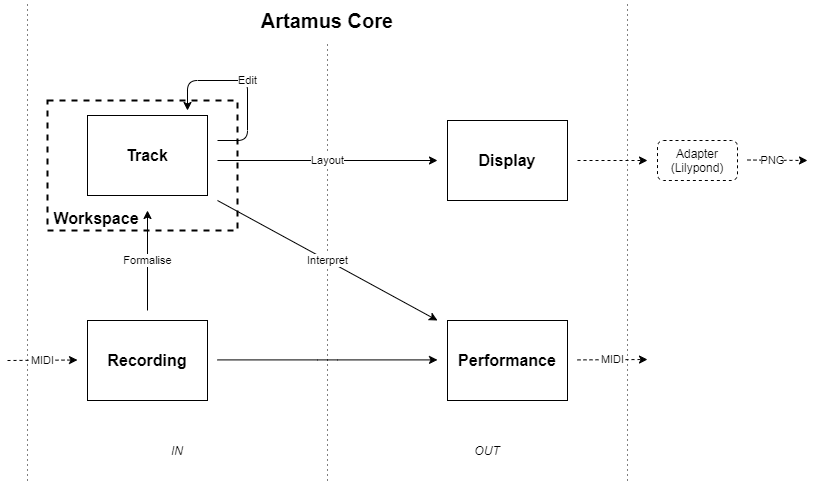 Artamus Core
Edit
Track
Layout
Display
Adapter
(Lilypond)
PNG
Workspace
Formalise
Interpret
MIDI
Recording
Performance
MIDI
IN
OUT